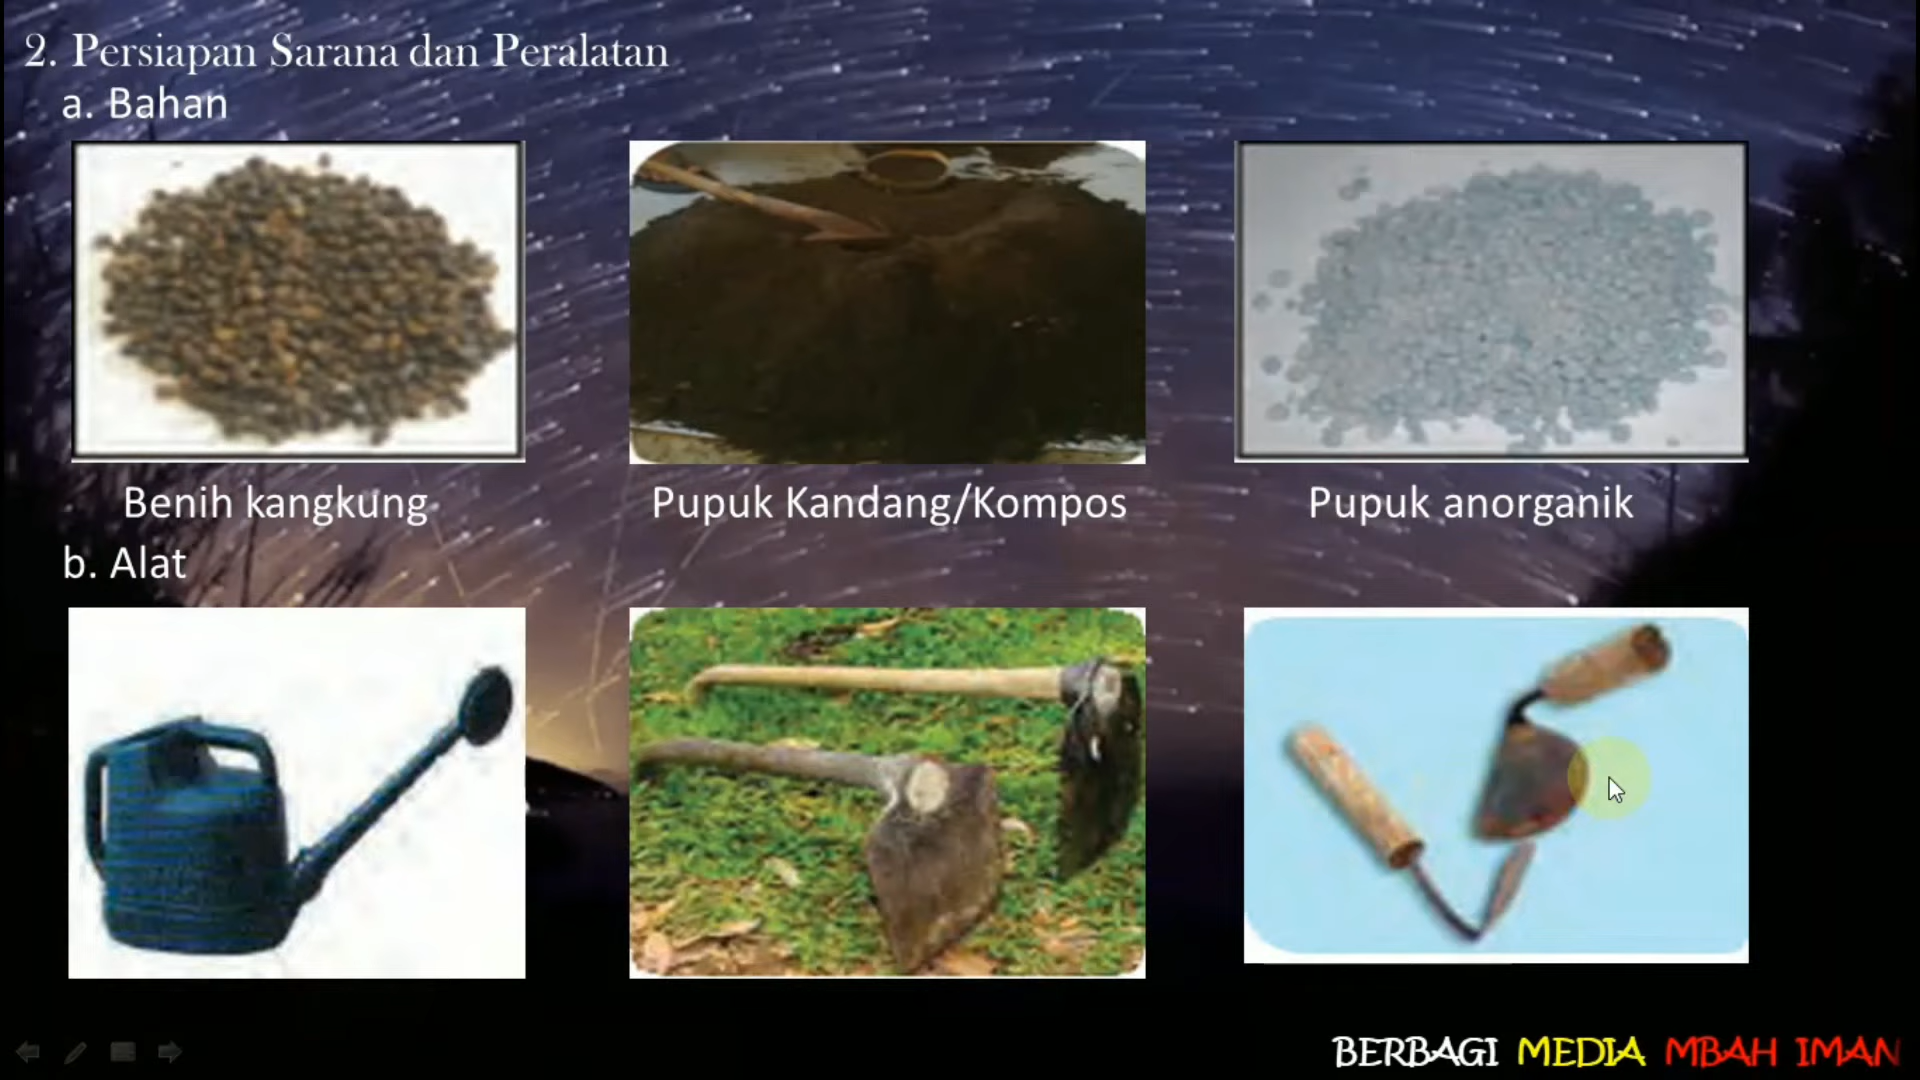 2. Persiapan Sarana dan Peralatan
a. Bahan
Benih kangkung
Pupuk Kandang/Kompos
Pupuk anorganik
b. Alat
BERBAGI MEDIA MBAH IMAN